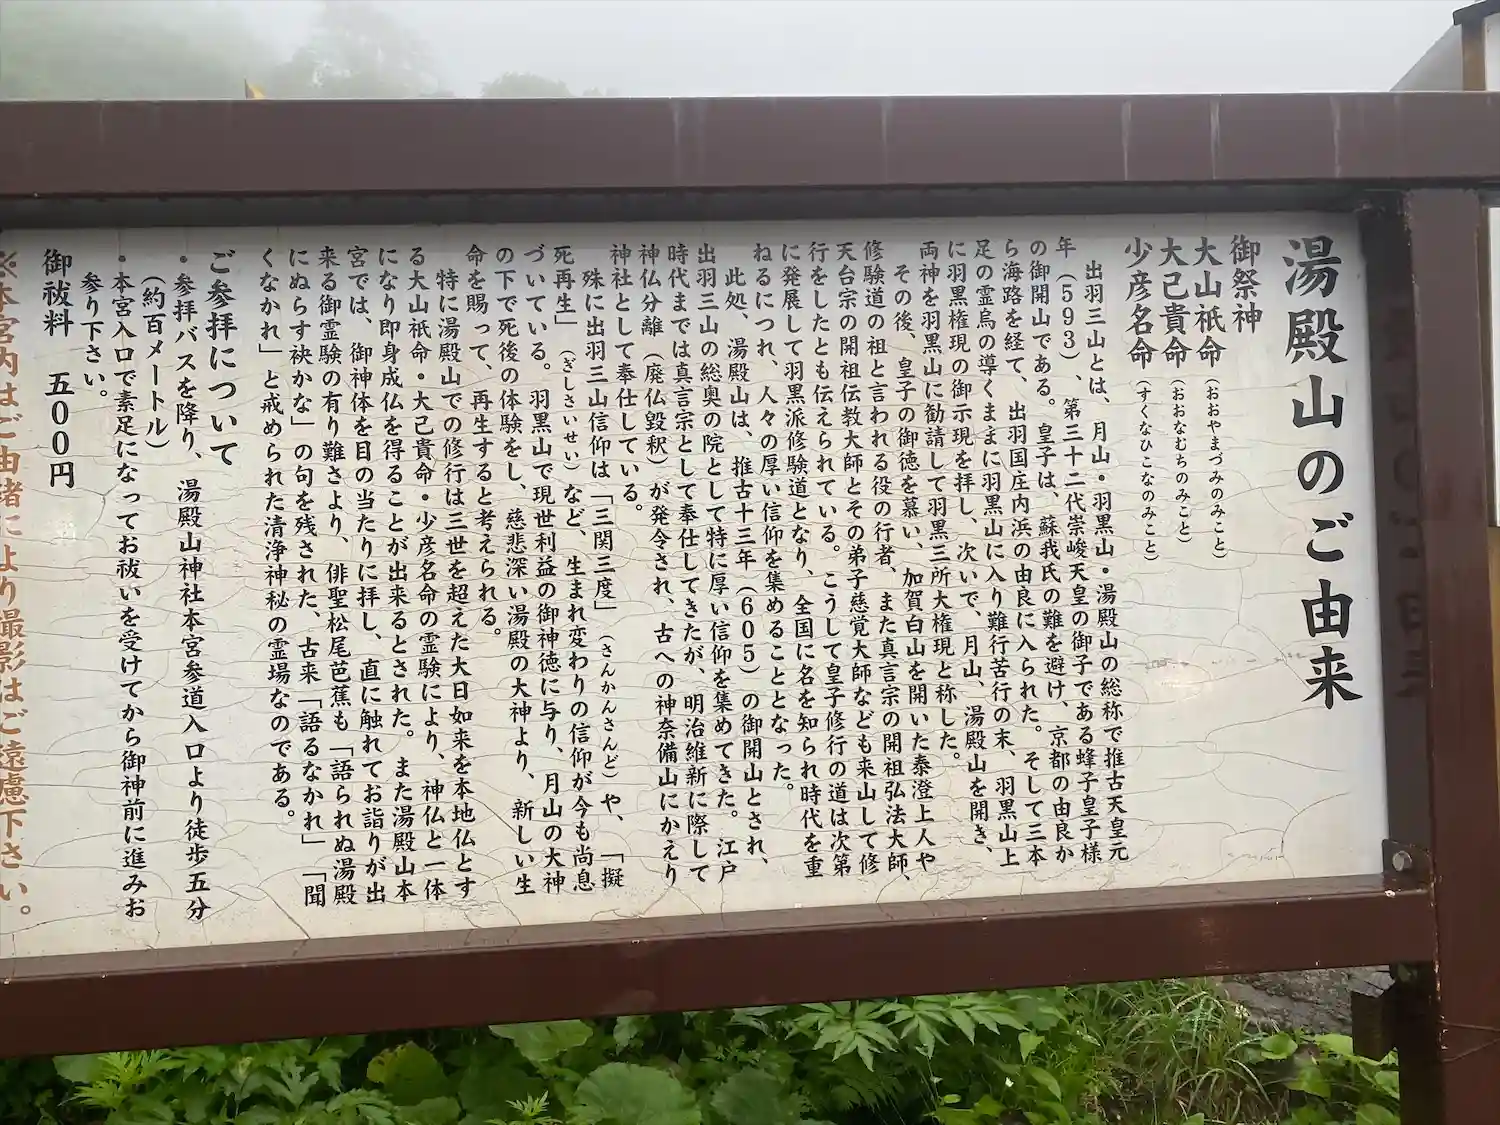 湯殿山のご由来
御祭神
大山祇命（おおやまづみのみこと）
大己貴命（おおなむちのみこと）
少彦名命（すくなひこなのみこと）
出羽三山とは、月山・羽黒山・湯殿山の総称で推古天皇元
年（593）、第三十二代崇峻天皇の御子である蜂子皇子様
の御開山である。皇子は、蘇我氏の難を避け、京都の由良か
ら海路を経て、出羽国庄内浜の由良に入られた。そして三本
足の霊烏の導くままに羽黒山に入り難行苦行の末、羽黒山上
に羽黒権現の御示現を拝し、次いで、月山、湯殿山を開き、
両神を羽黒山に勧請して羽黒三所大権現と称した。
その後、皇子の御徳を慕い、加賀白山を開いた泰澄上人や
修験道の祖と言われる役の行者、また真言宗の開祖弘法大師、
天台宗の開祖伝教大師とその弟子慈覚大師なども来山して修
行をしたとも伝えられている。こうして皇子修行の道は次第
に発展して羽黒派修験道となり、全国に名を知られ時代を重
ねるにつれ、人々の厚い信仰を集めることとなった。
此処、湯殿山は、推古十三年（605）の御開山とされ、
出羽三山の総奥の院として特に厚い信仰を集めてきた。江戸
時代までは真言宗として奉仕してきたが、明治維新に際して
神仏分離（廃仏毀釈）が発令され、古への神奈備山にかえり
神社として奉仕している。
殊に出羽三山信仰は「三関三度」（さんかんさんど）や、「擬
死再生」（ぎしさいせい）など、生まれ変わりの信仰が今も尚息
づいている。羽黒山で現世利益の御神徳に与り、月山の大神
の下で死後の体験をし、慈悲深い湯殿の大神より、新しい生
命を賜って、再生すると考えられる。
特に湯殿山での修行は三世を超えた大日如来を本地仏とす
る大山祇命・大己貴命・少彦名命の霊験により、神仏と一体
になり即身成仏を得ることが出来るとされた。また湯殿山本
宮では、御神体を目の当たりに拝し、直に触れてお詣りが出
来る御霊験の有り難さより、俳聖松尾芭蕉も「語られぬ湯殿
にぬらす袂かな」の句を残された、古来「語るなかれ」「聞
くなかれ」と戒められた清浄神秘の霊場なのである。
ご参拝について
・参拝バスを降り、湯殿山神社本宮参道入口より徒歩五分
（約百メートル）
・本宮入口で素足になってお祓いを受けてから御神前に進みお
参り下さい。
御祓料　五００円
※本宮内はご由緒により撮影はご遠慮下さい。